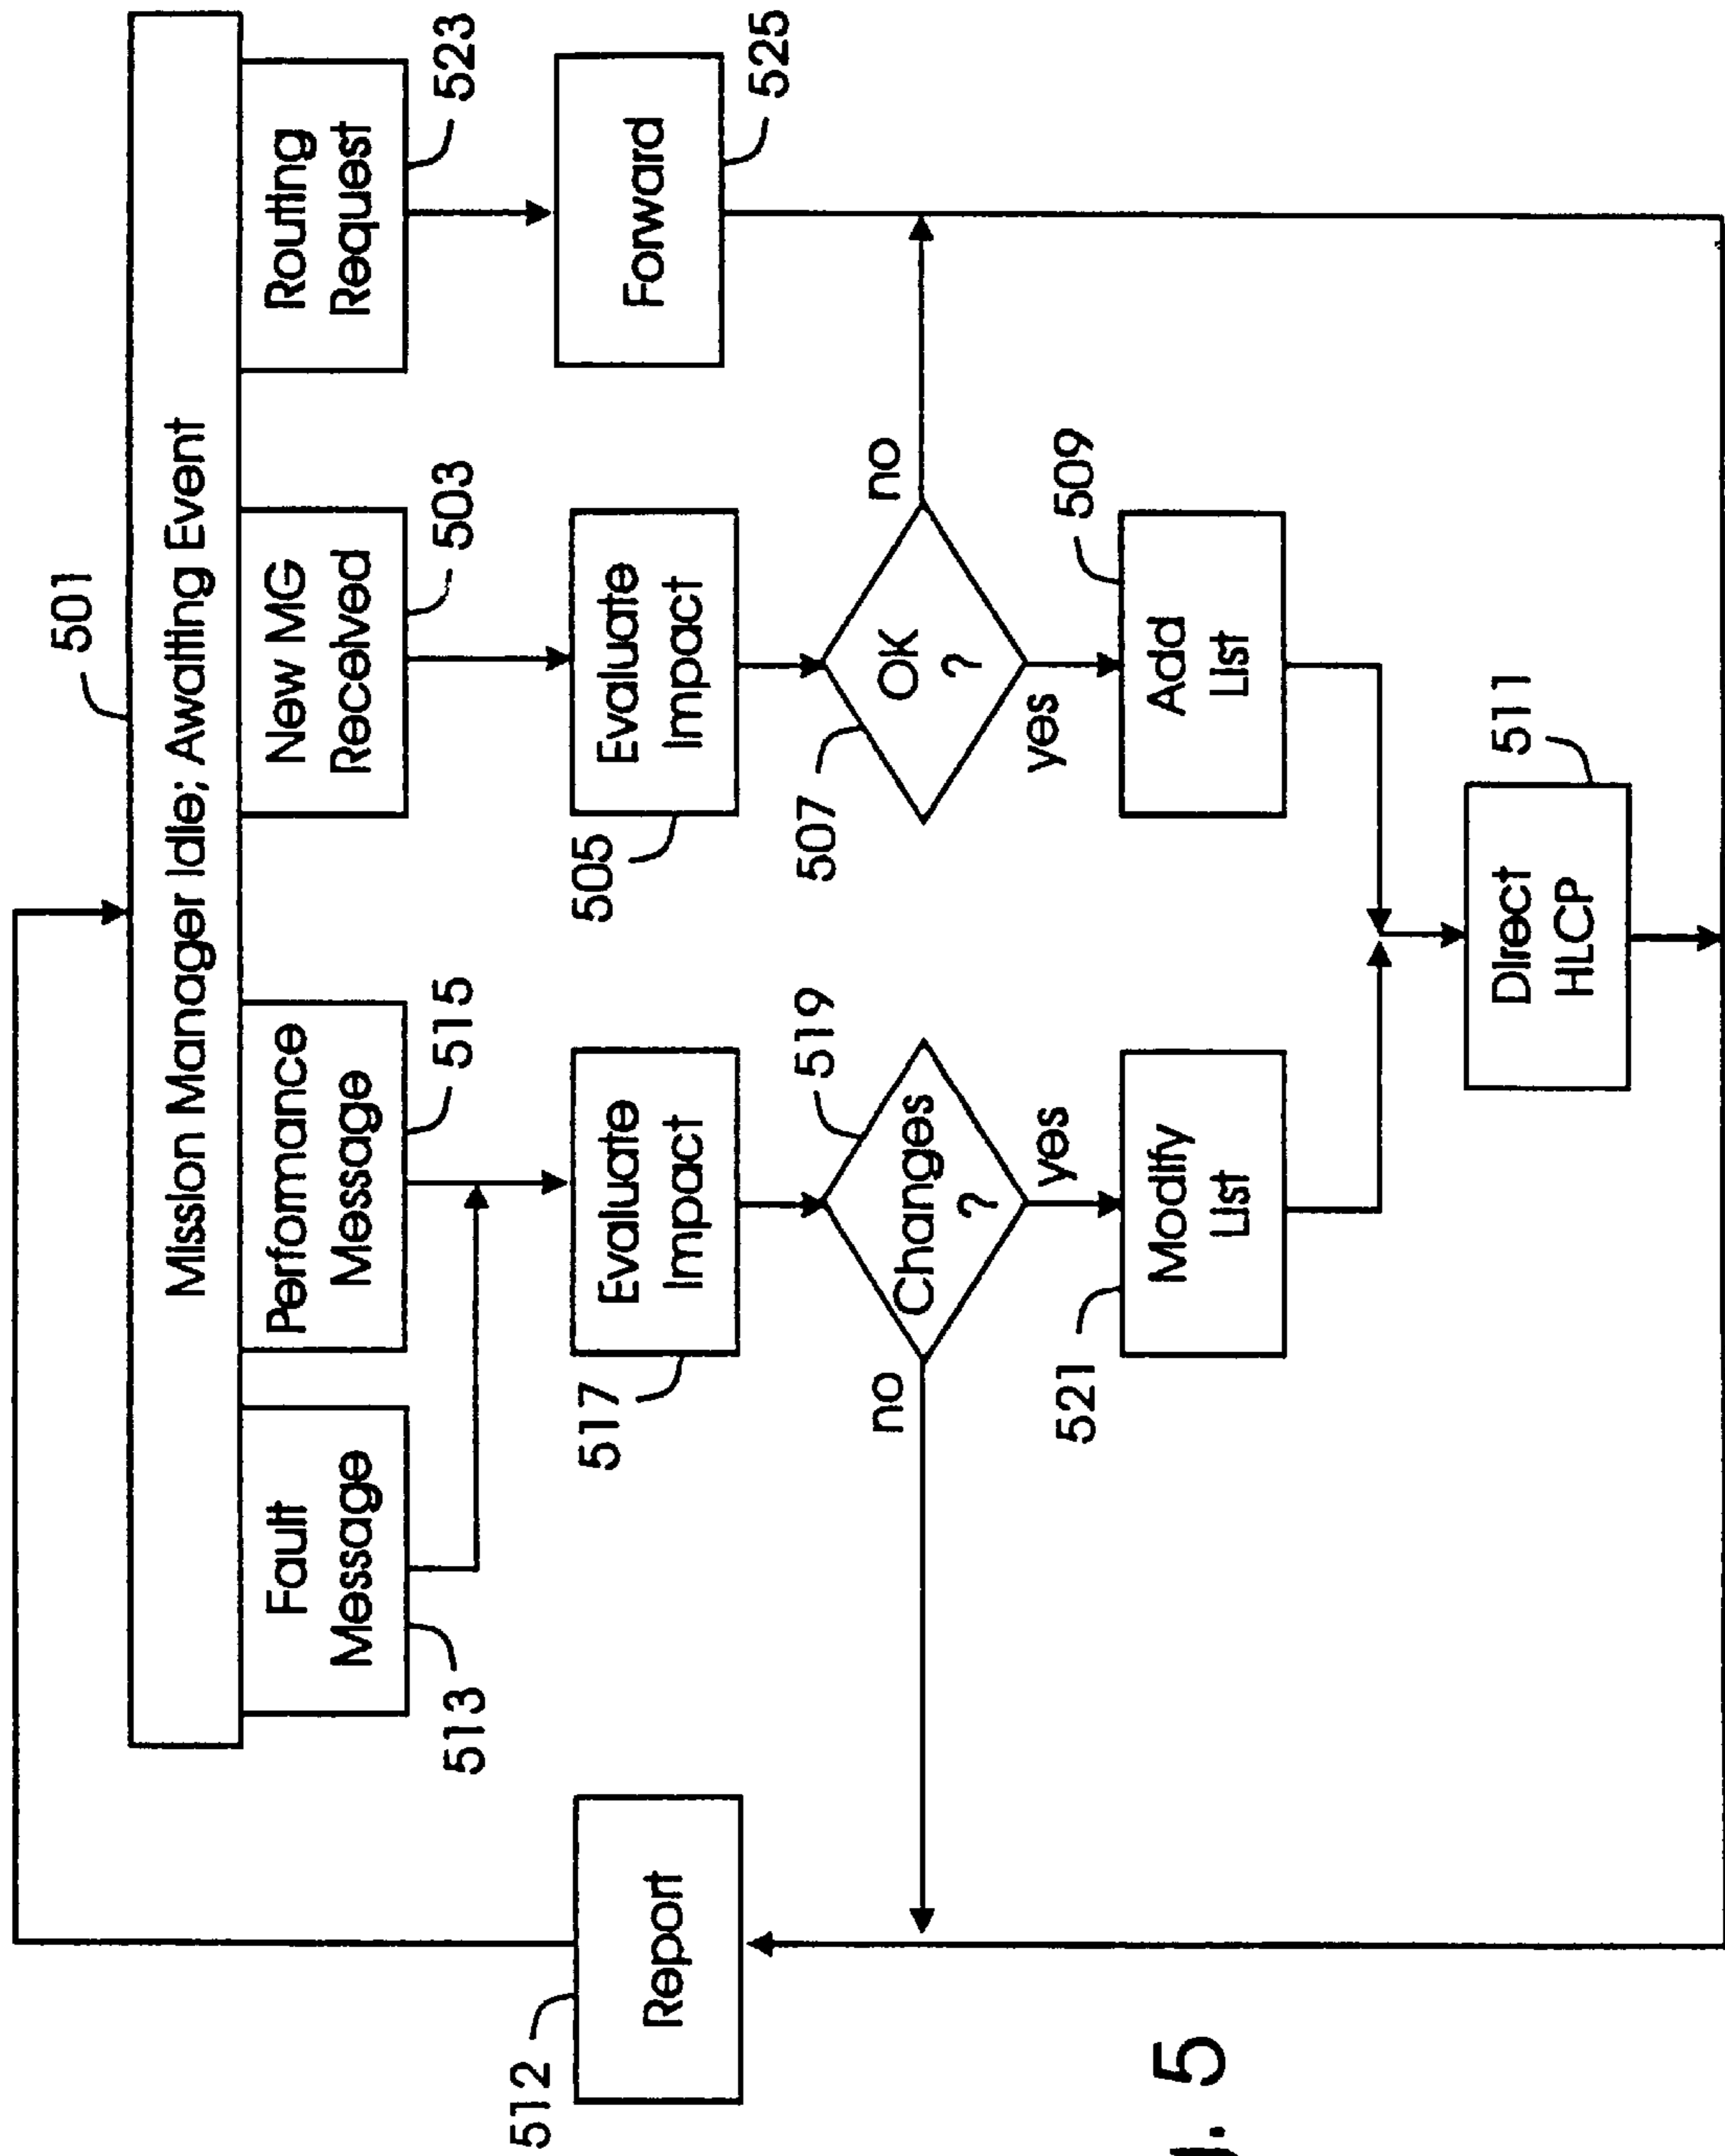 501
Mission Manager Idle; Awaiting Event
Fault
Message
513
Performance
Message
515
New MG
Received
503
Routing
Request
523
512
Report
517
Evaluate
Impact
505
Evaluate
Impact
Forward
525
no
Changes
?
519
yes
507
OK
?
no
yes
521
Modify
List
Add
List
509
Direct
HLCP
511
5